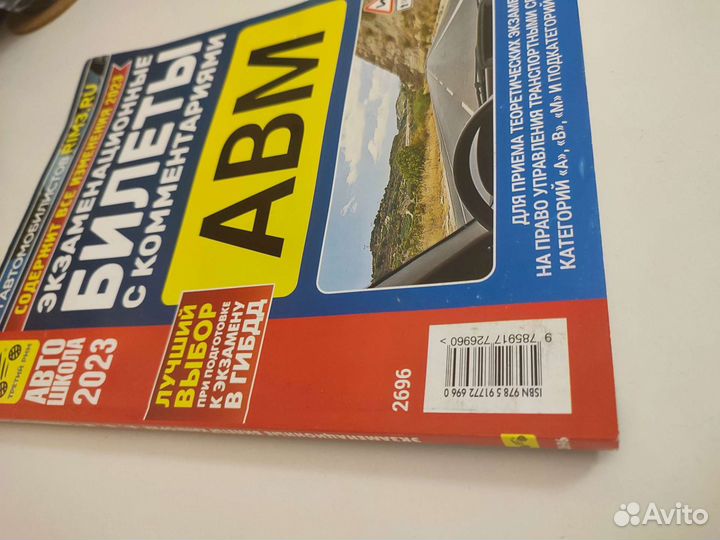 АВТОМОБИЛИСТОВ RIM3.RU
СОДЕРЖИТ ВСЕ ИЗМЕНЕНИЯ 2023
ЭКЗАМЕНАЦИОННЫЕ
БИЛЕТЫ
С КОММЕНТАРИЯМИ
АВМ
ДЛЯ ПРИЕМА ТЕОРЕТИЧЕСКИХ
НА ПРАВО УПРАВЛЕНИЯ ТРАНСПОРТНЫМИ
КАТЕГОРИЙ «А», «В», «М» И ПОДКАТЕГОРИЙ
ТРЕТИЙ РИМ
АВТО
ШКОЛА
2023
ЛУЧШИЙ
ВЫБОР
ПРИ ПОДГОТОВКЕ
К ЭКЗАМЕНУ
В ГИБДД
2696
ISBN 978 5 91772 696 0
9 785917 726960 >
ЭКЗАМЕНАЦИОННЫЕ БИЛЕТЫ
Avito